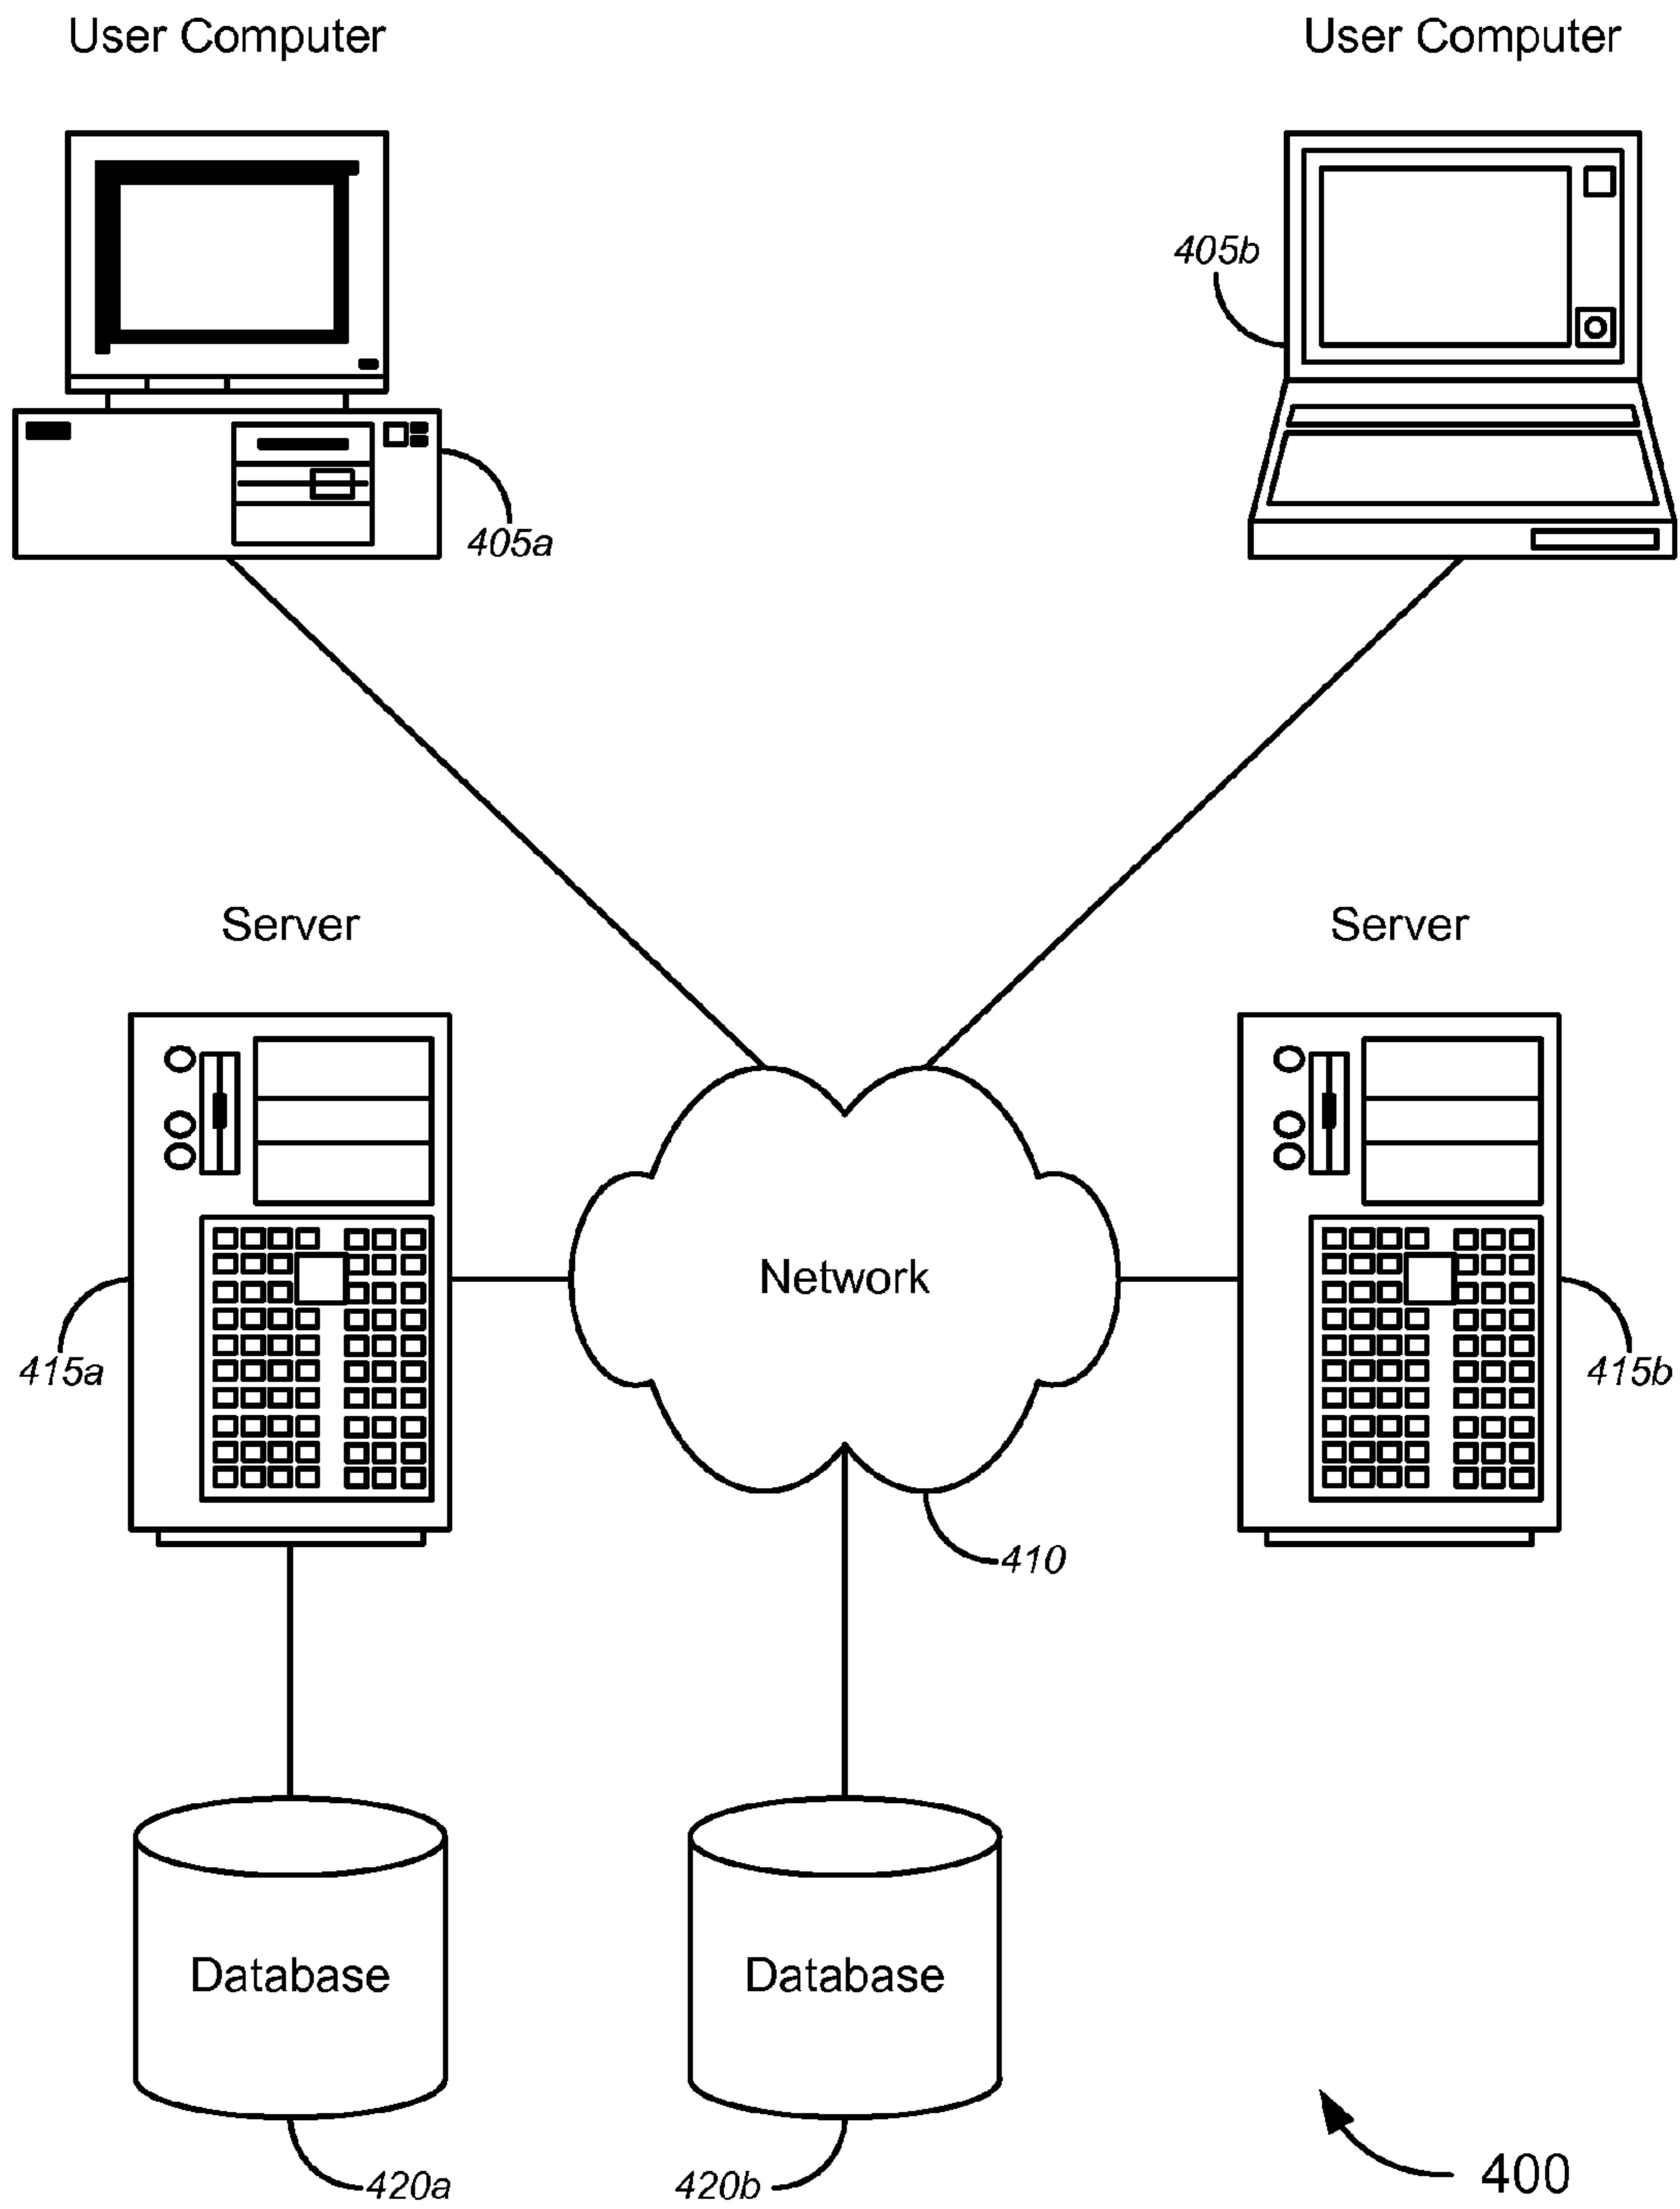 User Computer
User Computer
405b
405a
Server
Server
Network
415a
415b
410
Database
Database
420a
420b
400